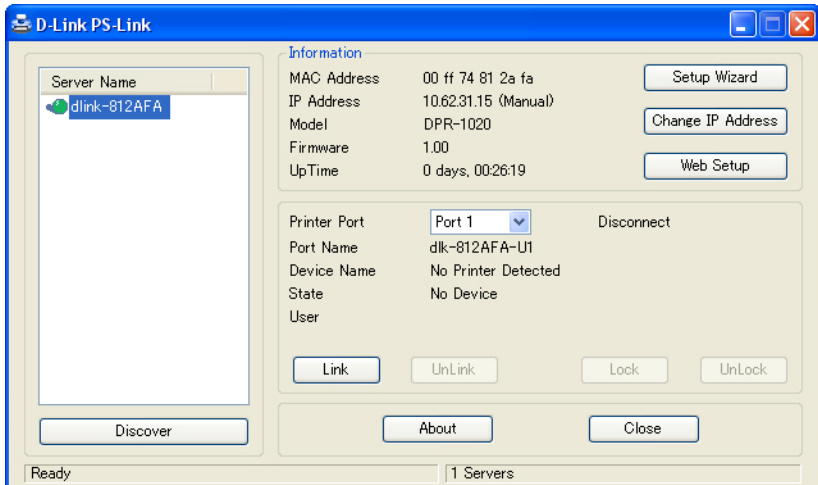 D-Link PS-Link
Server Name
dlink-812AFA
Discover
Information
MAC Address 00 ff 74 81 2a fa
IP Address 10.62.31.15 (Manual)
Model DPR-1020
Firmware 1.00
UpTime 0 days, 00:26:19
Setup Wizard
Change IP Address
Web Setup
Printer Port Port 1 Disconnect
Port Name dlk-812AFA-U1
Device Name No Printer Detected
State No Device
User
Link UnLink Lock UnLock
About Close
Ready 1 Servers